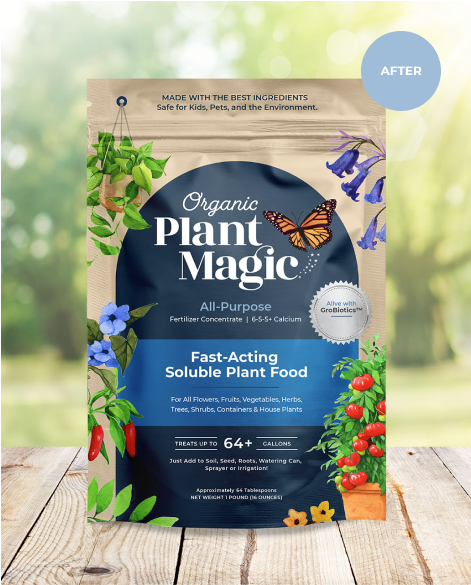 AFTER
MADE WITH THE BEST INGREDIENTS
Safe for Kids, Pets, and the Environment.
Organic
Plant
Magic
All-Purpose
Fertilizer Concentrate | 6-5-5+ Calcium
Alive with
GroBiotics™
Fast-Acting
Soluble Plant Food
For All Flowers, Fruits, Vegetables, Herbs,
Trees, Shrubs, Containers & House Plants
TREATS UP TO 64+ GALLONS
Just Add to Soil, Seed, Roots, Watering Can,
Sprayer or Irrigation!
Approximately 64 Tablespoons
NET WEIGHT 1 POUND (16 OUNCES)